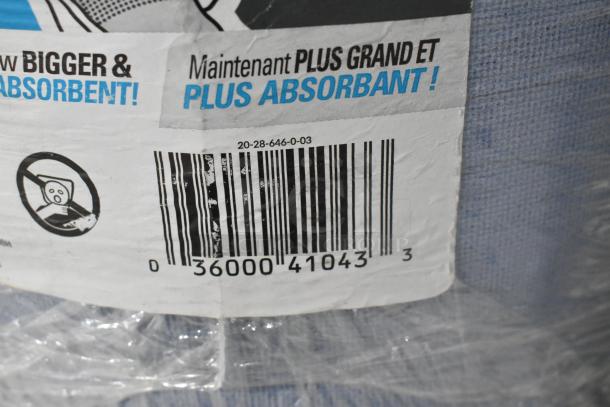 w BIGGER &
ABSORBENT!
Maintenant PLUS GRAND ET
PLUS ABSORBANT!
20-28-646-0-03
0 36000 41043 3